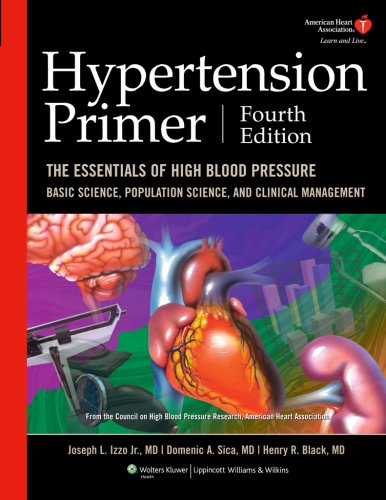 American Heart
Association®
Learn and Live℠
Hypertension
Primer
Fourth
Edition
THE ESSENTIALS OF HIGH BLOOD PRESSURE
BASIC SCIENCE, POPULATION SCIENCE, AND CLINICAL MANAGEMENT
From the Council on High Blood Pressure Research, American Heart Association
Joseph L. Izzo Jr., MD | Domenic A. Sica, MD | Henry R. Black, MD
Wolters Kluwer | Lippincott Williams & Wilkins
Health